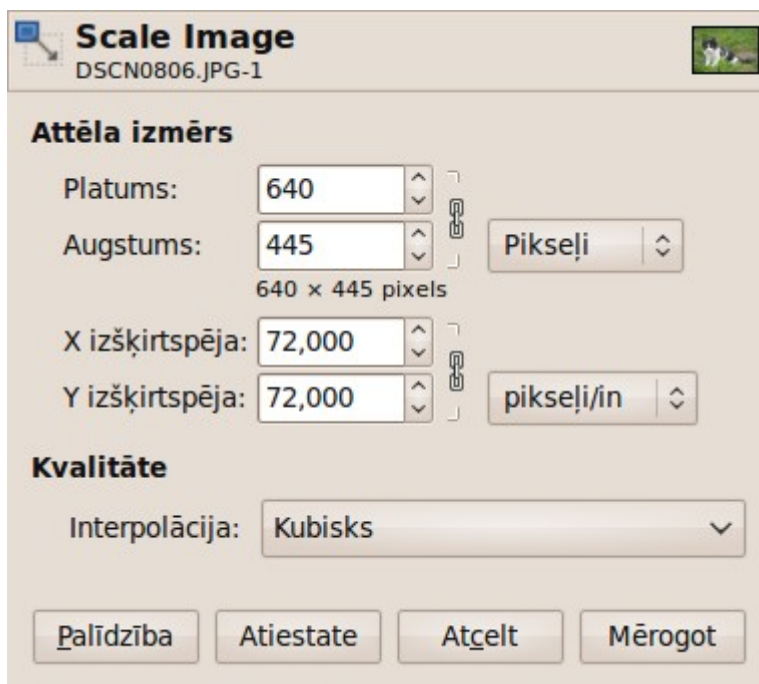 Scale Image
DSCN0806.JPG-1
Attēla izmērs
Platums: 640
Augstums: 445 Pikseļi
640 × 445 pixels
X izšķirtspēja: 72,000
Y izšķirtspēja: 72,000 pikseļi/in
Kvalitāte
Interpolācija: Kubisks
Palīdzība Atiestate Atcelt Mērogot